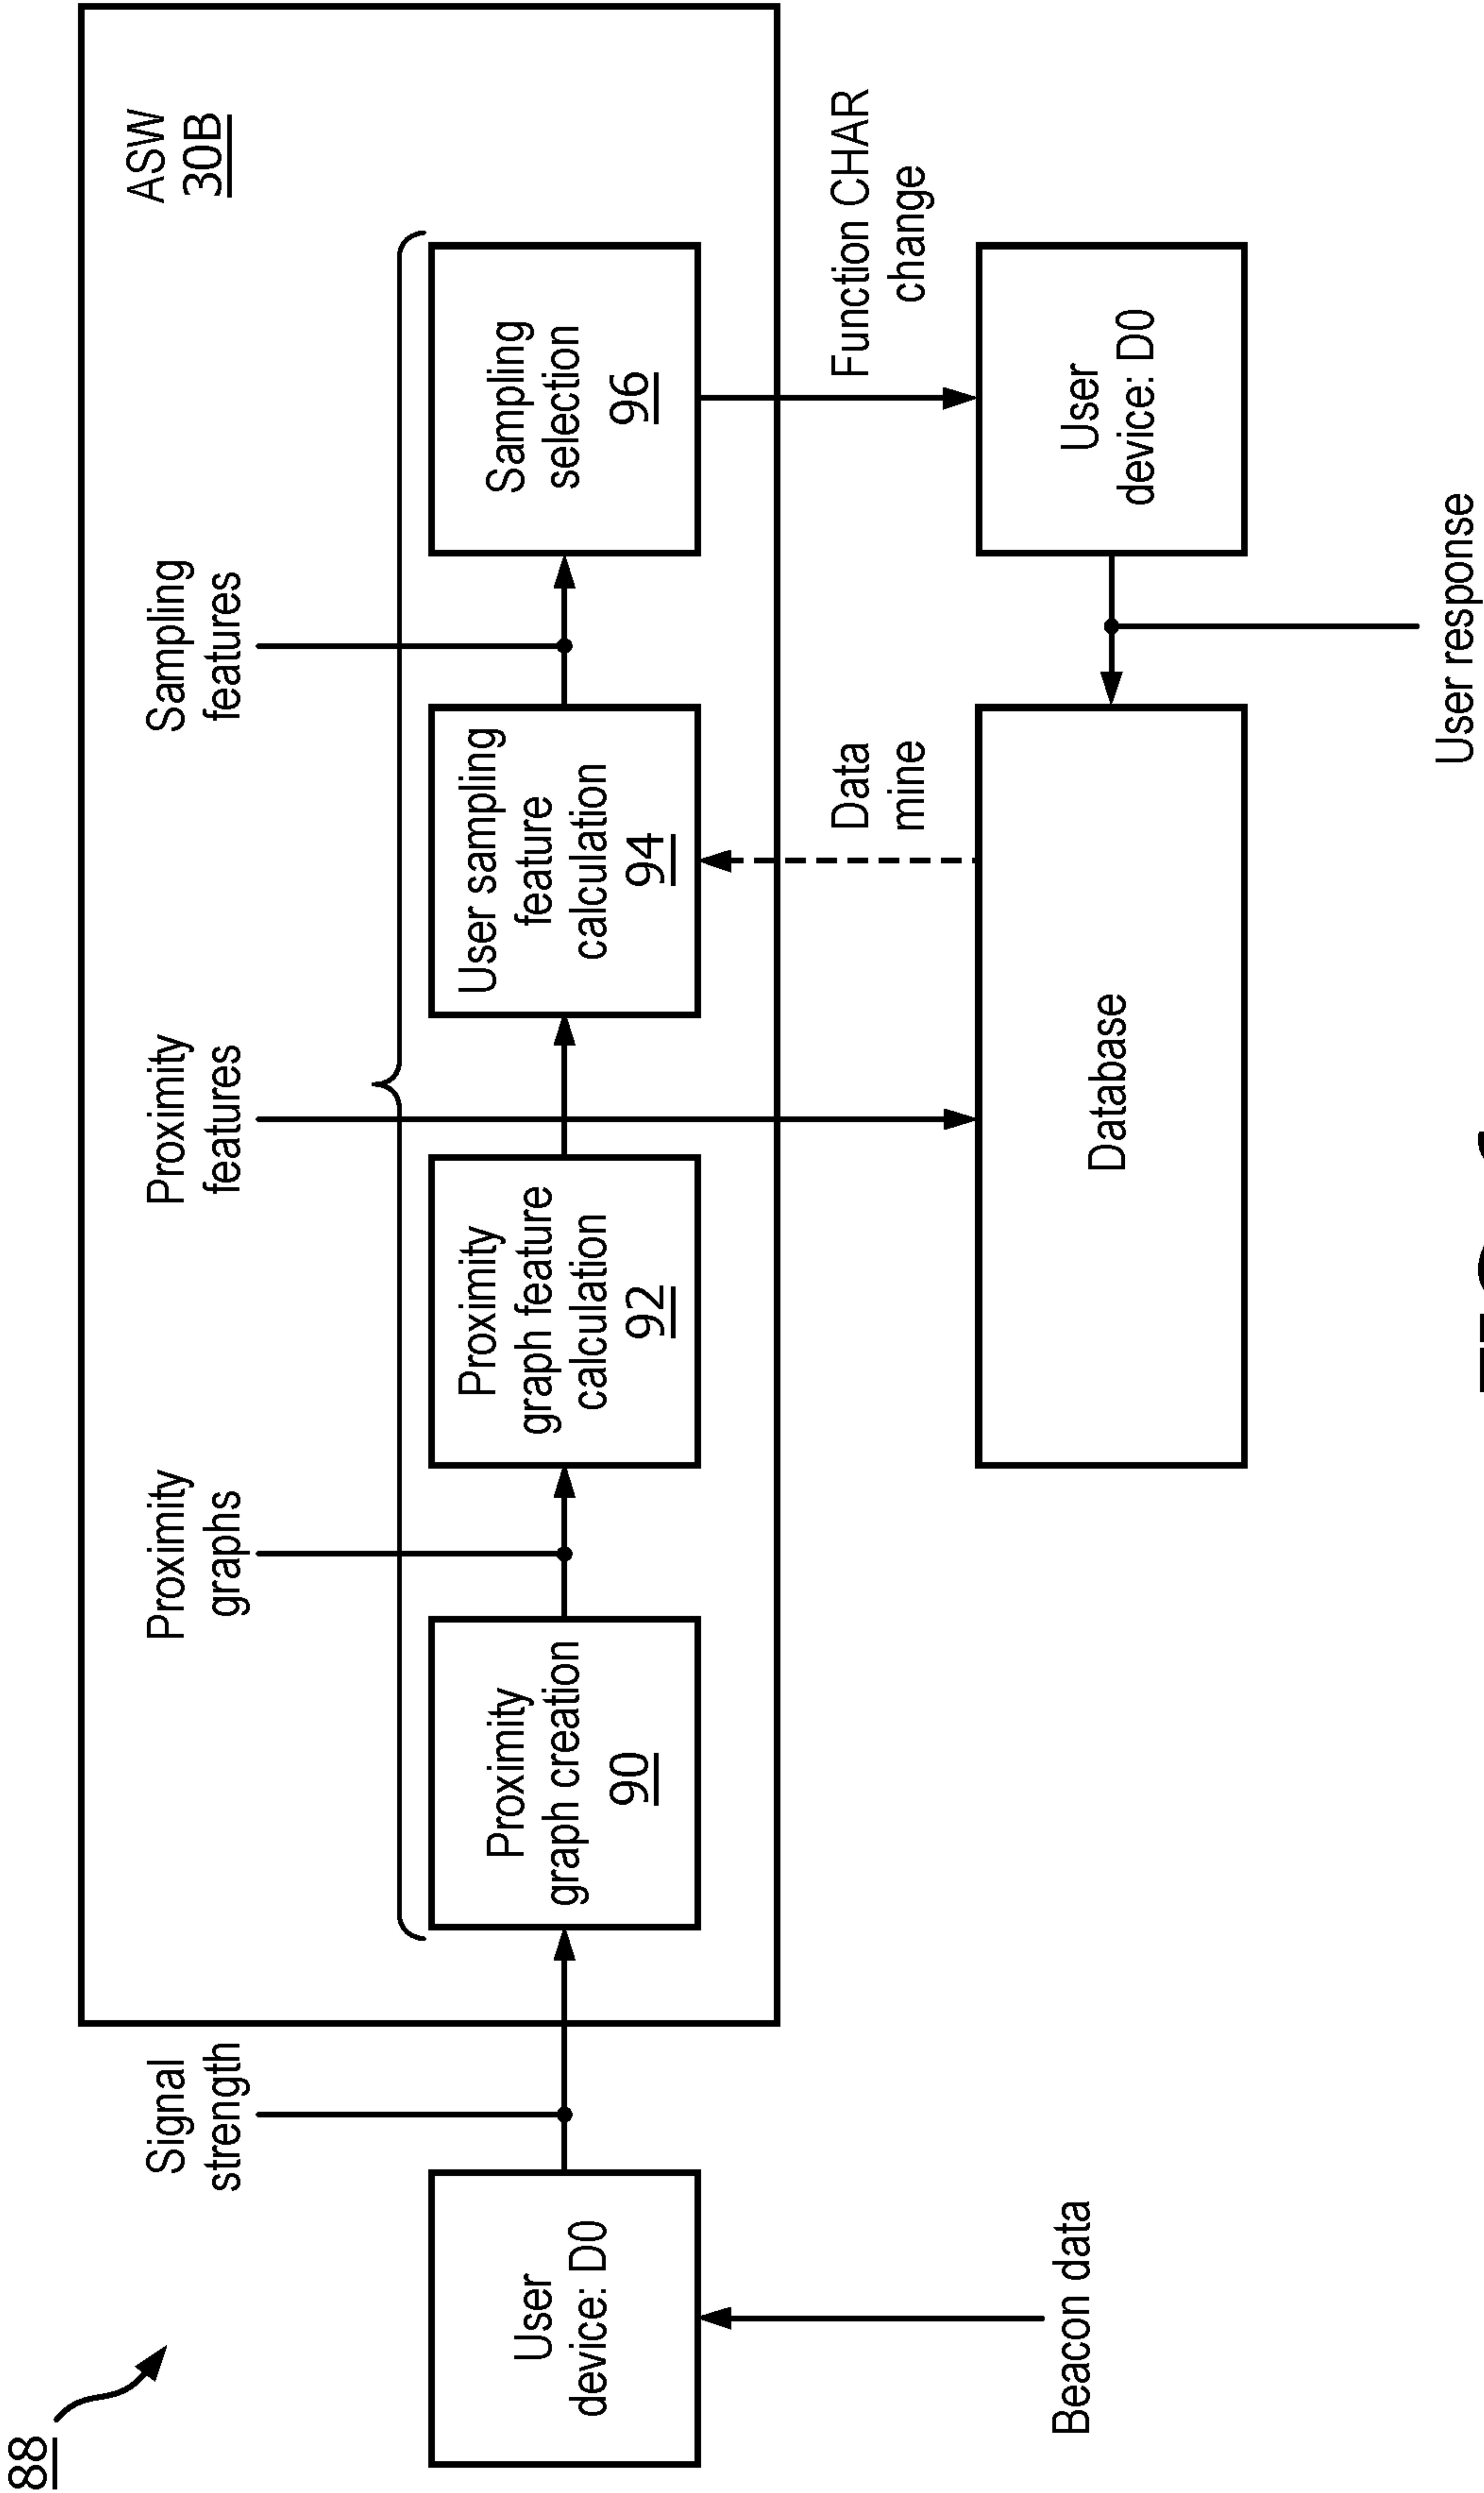 88
ASW
30B
Signal
strength
Proximity
graphs
Proximity
features
Sampling
features
User
device: D0
Proximity
graph creation
90
Proximity
graph feature
calculation
92
User sampling
feature
calculation
94
Sampling
selection
96
Data
mine
Function CHAR
change
Beacon data
Database
User
device: D0
User response